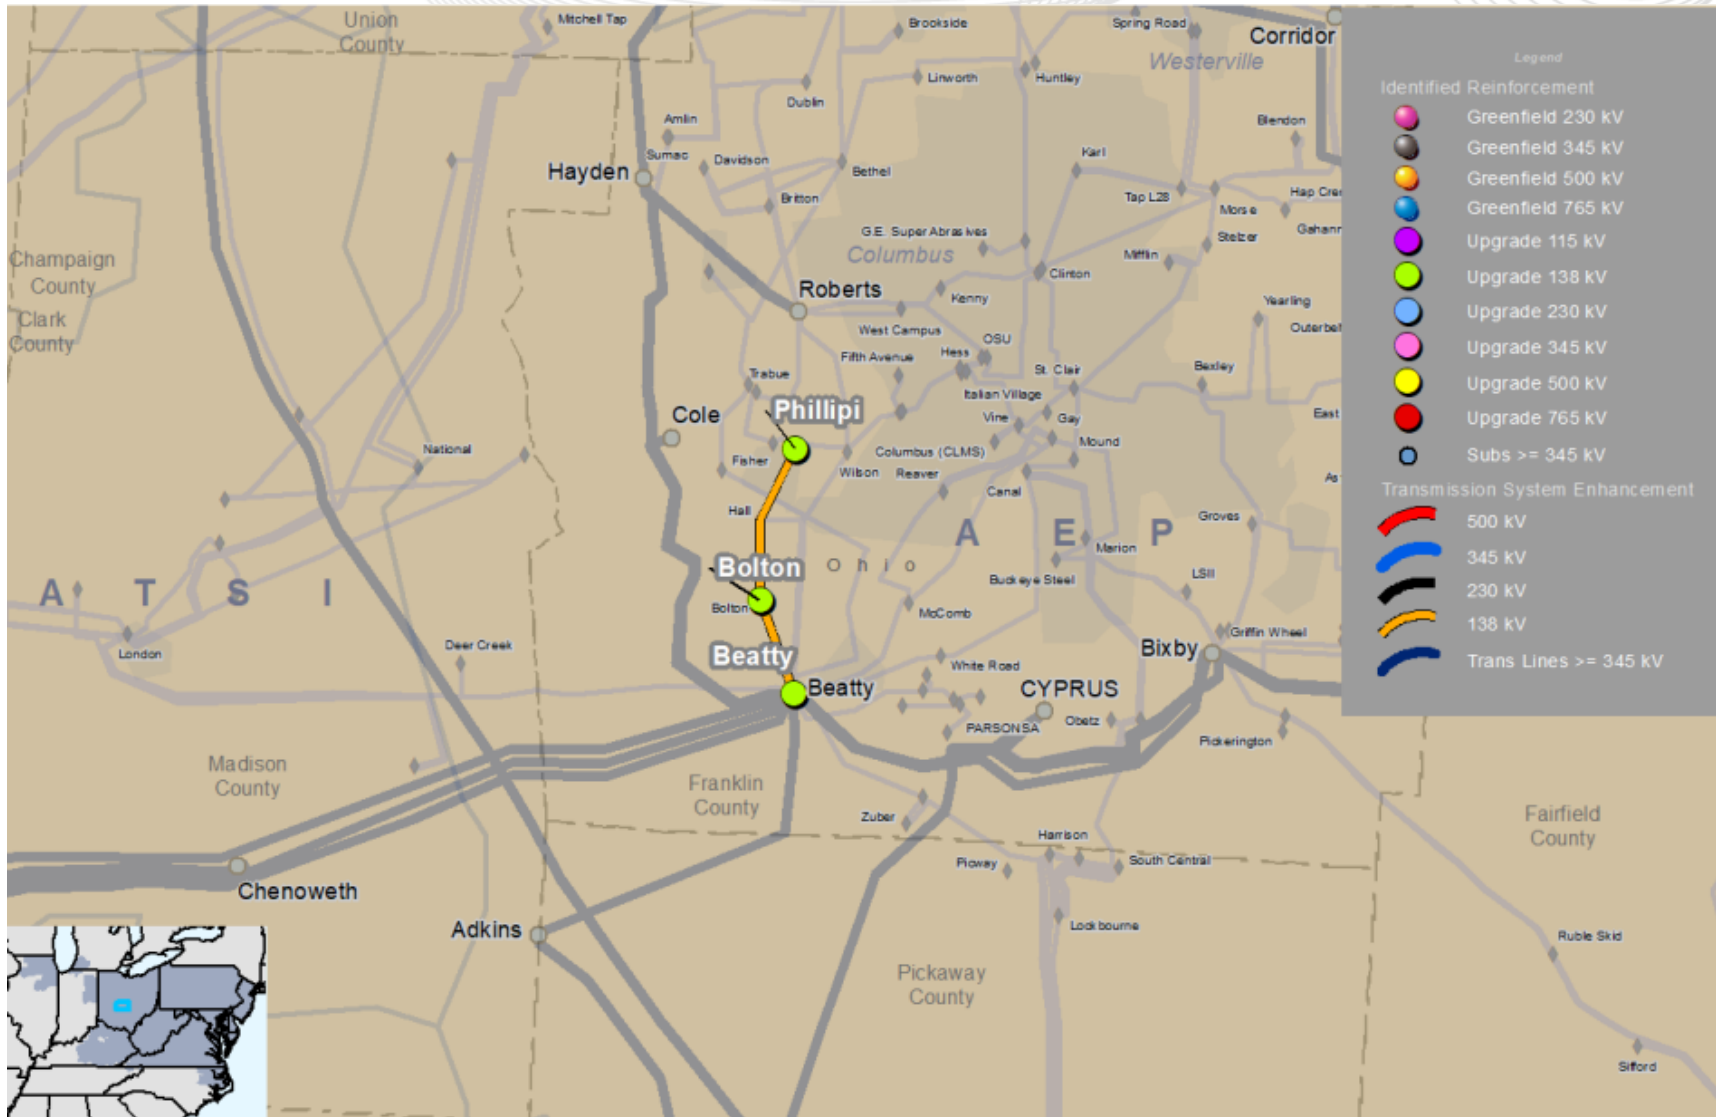 Union
County
Mitchell Tap
Brookside
Spring Road
Corridor
Westerville
Linworth
Huntley
Dublin
Amlin
Blendon
Sumac
Davidson
Karl
Hayden
Bethel
Britton
Tap L28
Morse
G.E. Super Abrasives
Stelzer
Columbus
Mifflin
Champaign
County
Clinton
Roberts
Kenny
Yearling
Clark
County
West Campus
OSU
Fifth Avenue
Hess
Trabue
St. Clair
Bexley
Italian Village
Phillipi
Cole
Vine
Gay
East
National
Columbus (CLMS)
Mound
Fisher
Wilson
Reaver
Canal
Hall
Groves
A E P
Marion
Bolton
Ohio
Buckeye Steel
LSII
A T S I
Bolton
McComb
London
Deer Creek
Griffin Wheel
Beatty
White Road
Bixby
Beatty
CYPRUS
Obetz
PARSONSA
Pickerington
Madison
County
Franklin
County
Zuber
Harrison
Fairfield
County
Picway
South Central
Chenoweth
Lockbourne
Adkins
Ruble Skid
Pickaway
County
Sifford
Legend
Identified Reinforcement
Greenfield 230 kV
Greenfield 345 kV
Greenfield 500 kV
Greenfield 765 kV
Upgrade 115 kV
Upgrade 138 kV
Upgrade 230 kV
Upgrade 345 kV
Upgrade 500 kV
Upgrade 765 kV
Subs >= 345 kV
Transmission System Enhancement
500 kV
345 kV
230 kV
138 kV
Trans Lines >= 345 kV